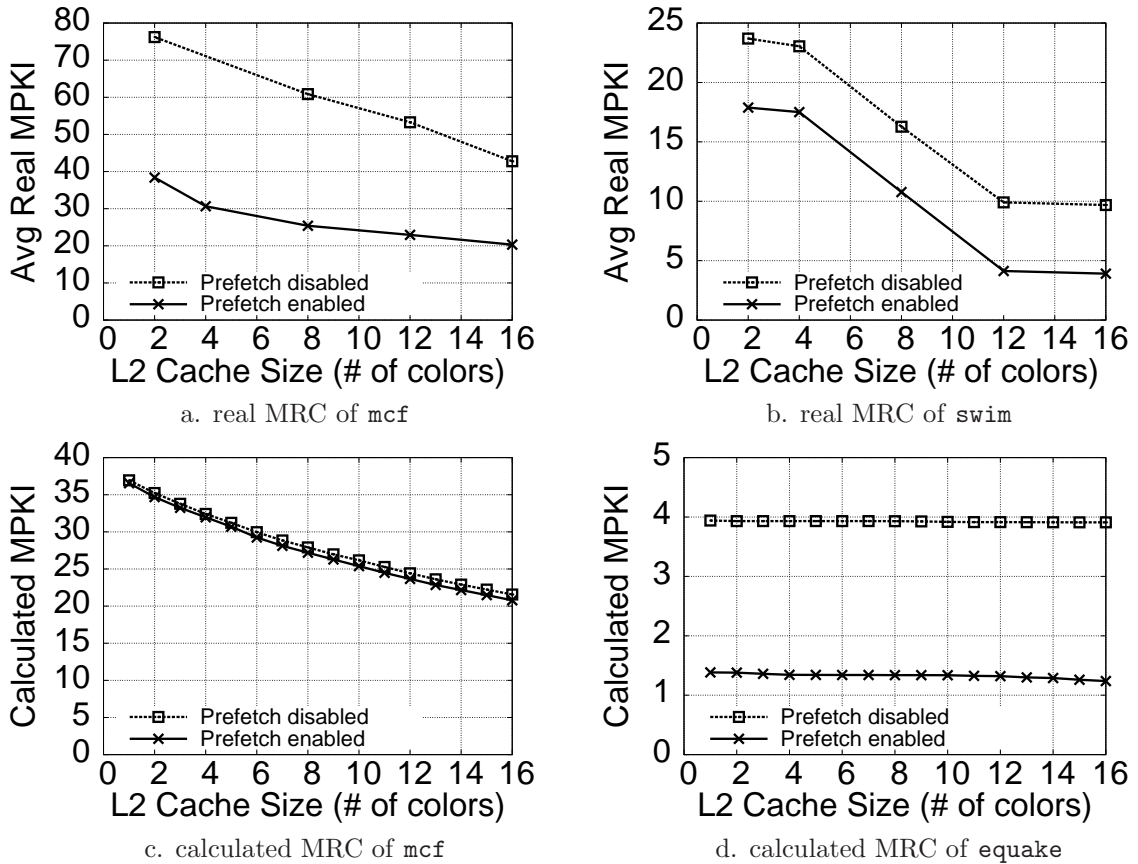 80
70
60
50
40
30
20
10
0
Avg Real MPKI
Prefetch disabled
Prefetch enabled
0 2 4 6 8 10 12 14 16
L2 Cache Size (# of colors)
a. real MRC of mcf
25
20
15
10
5
0
Avg Real MPKI
Prefetch disabled
Prefetch enabled
0 2 4 6 8 10 12 14 16
L2 Cache Size (# of colors)
b. real MRC of swim
40
35
30
25
20
15
10
5
0
Calculated MPKI
Prefetch disabled
Prefetch enabled
0 2 4 6 8 10 12 14 16
L2 Cache Size (# of colors)
c. calculated MRC of mcf
5
4
3
2
1
0
Calculated MPKI
Prefetch disabled
Prefetch enabled
0 2 4 6 8 10 12 14 16
L2 Cache Size (# of colors)
d. calculated MRC of equake